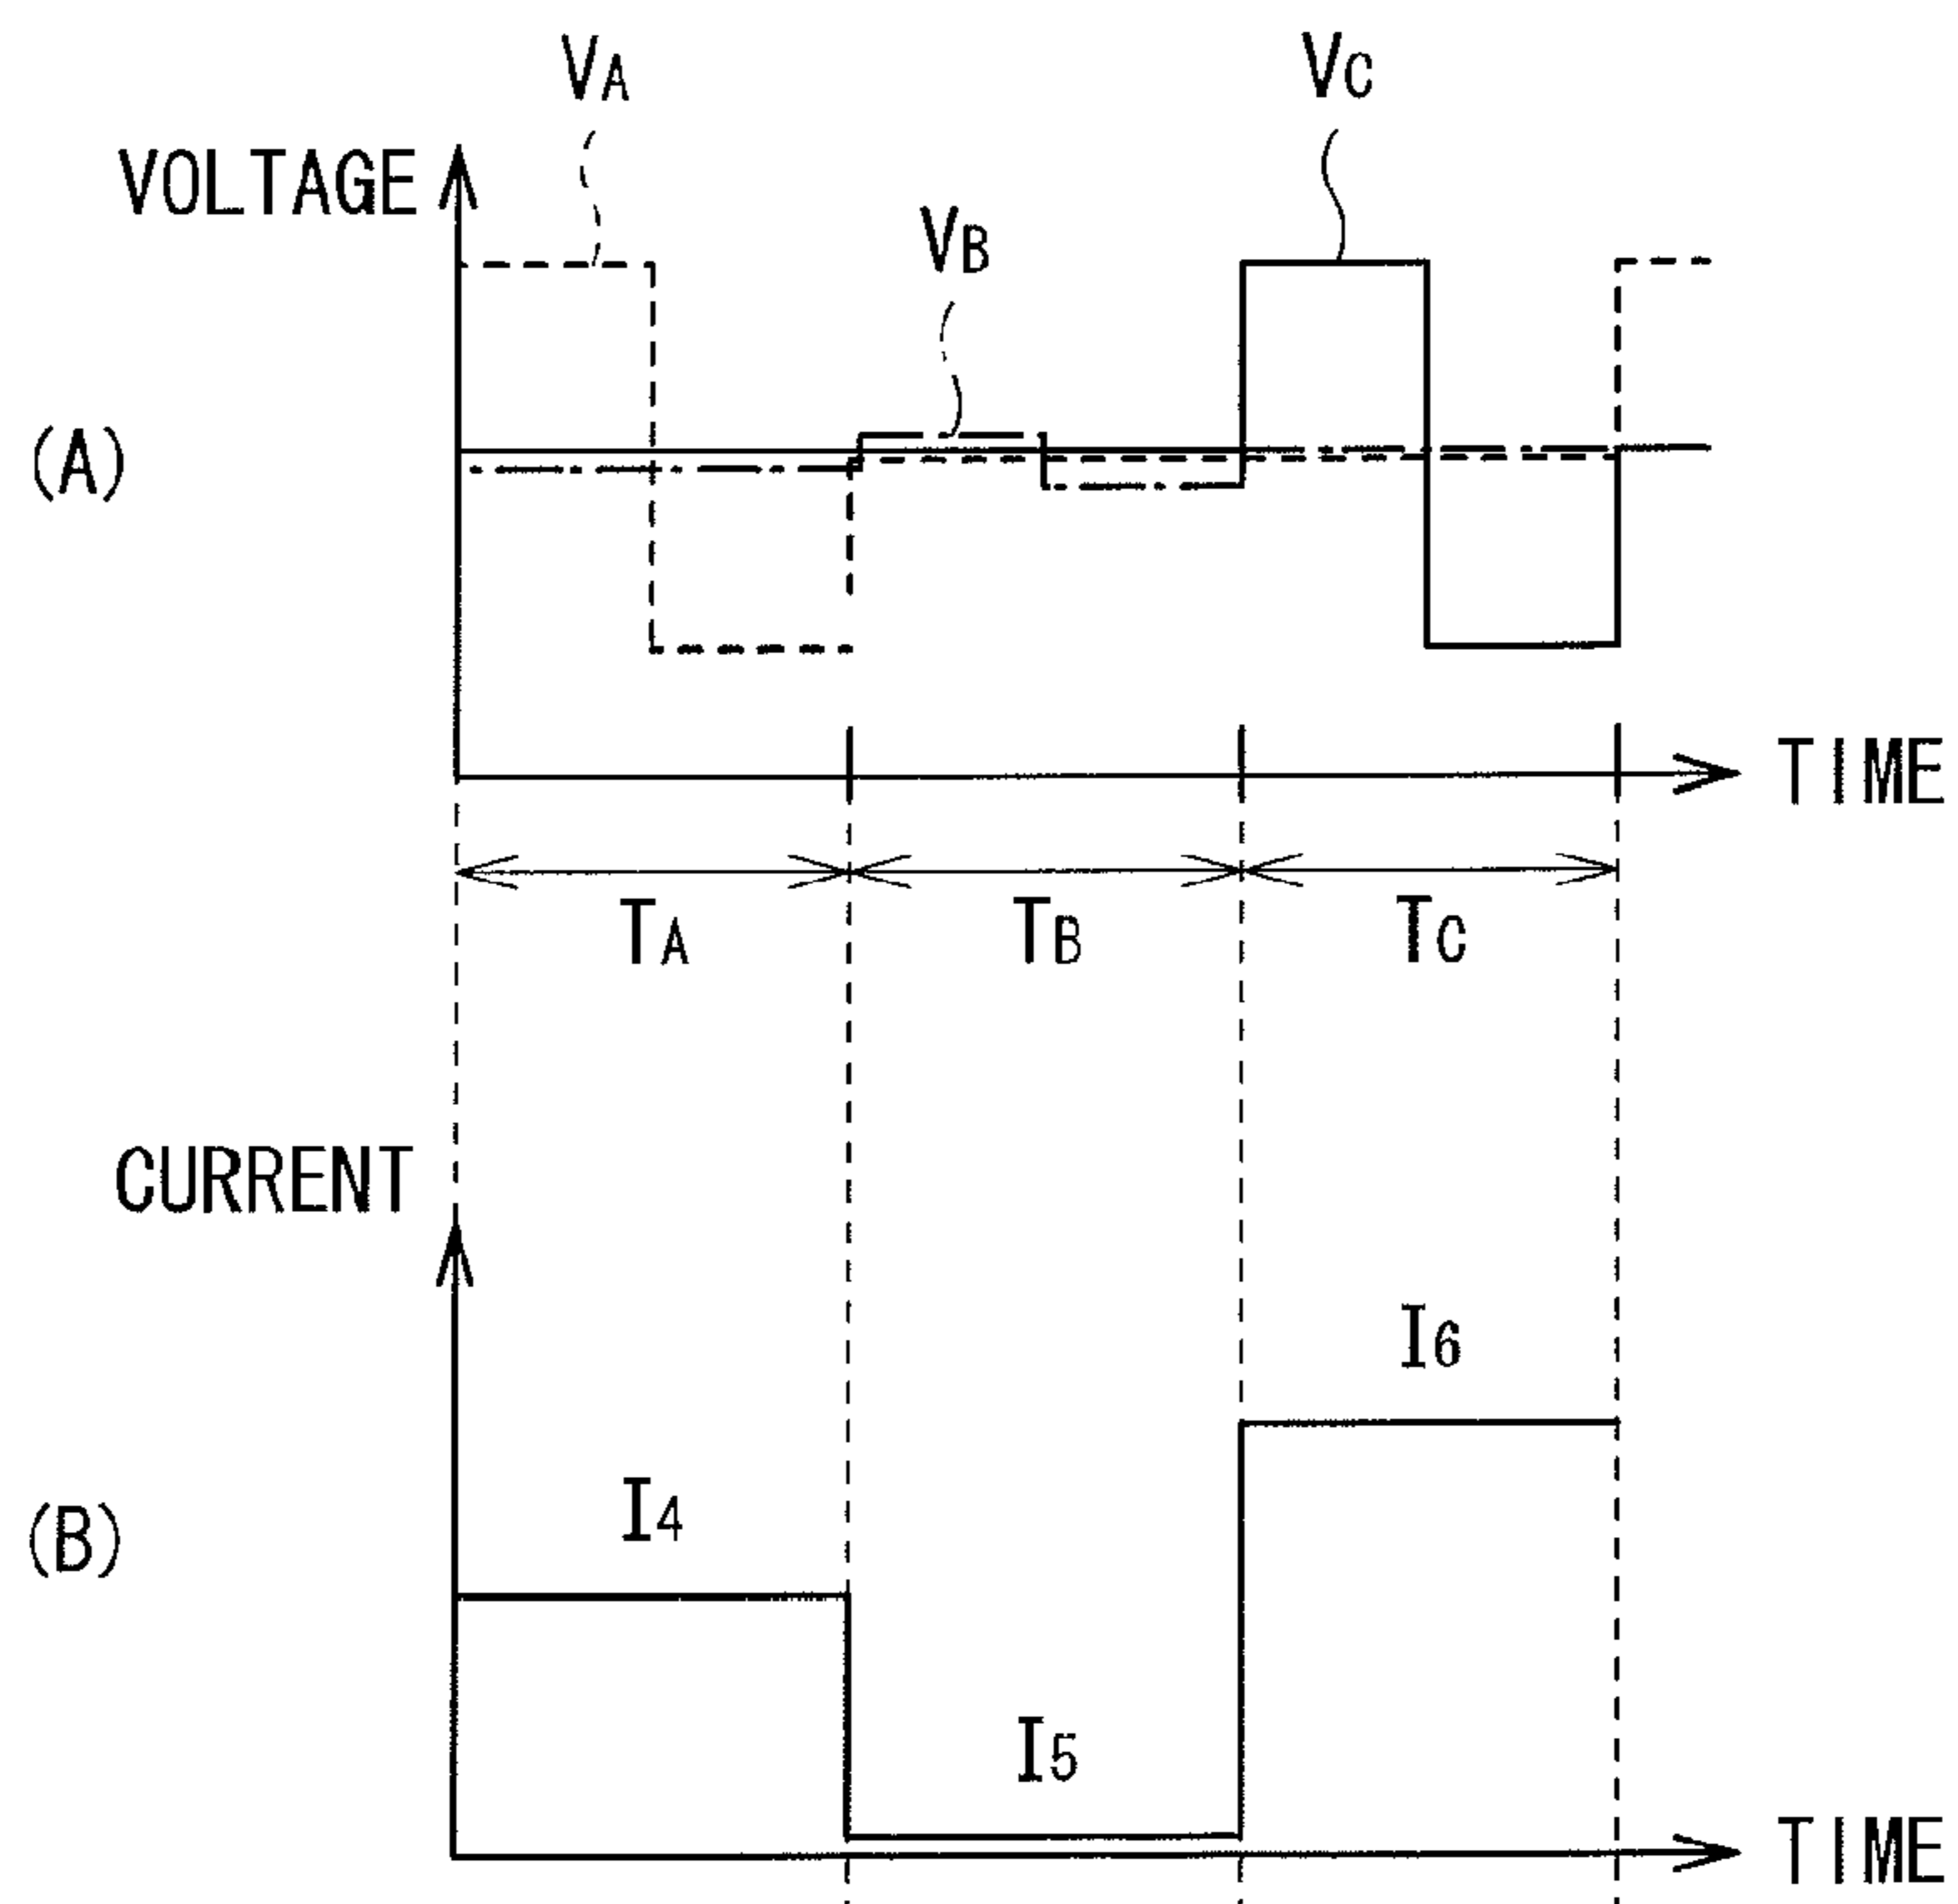 VA
VC
VOLTAGE
VB
(A)
TIME
TA
TB
TC
CURRENT
I6
I4
(B)
I5
TIME